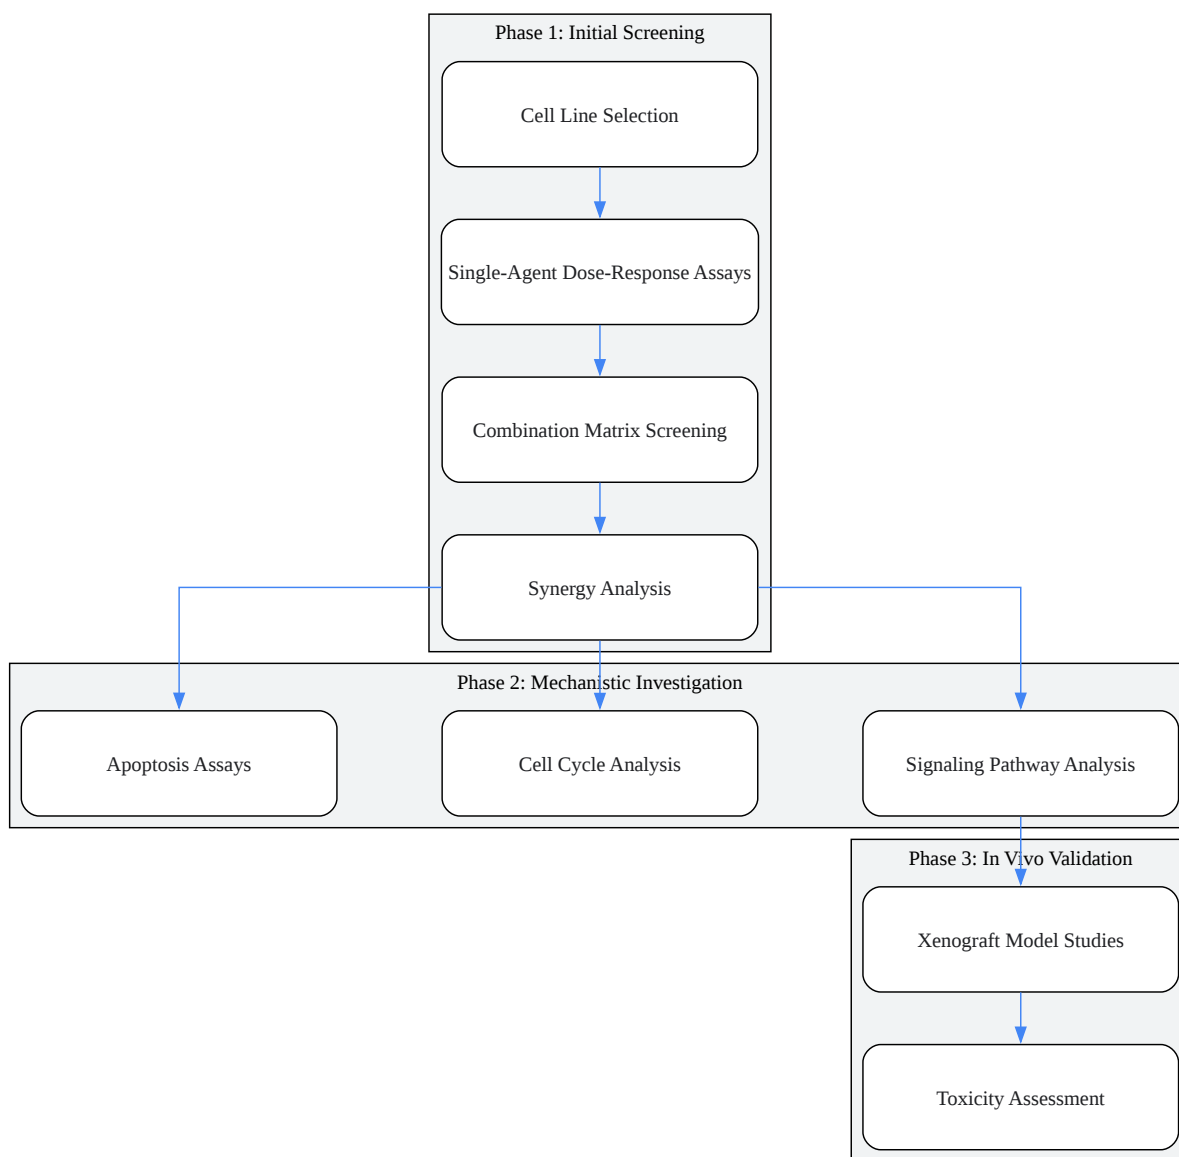 Phase 1: Initial Screening
Cell Line Selection
Single-Agent Dose-Response Assays
Combination Matrix Screening
Synergy Analysis
Phase 2: Mechanistic Investigation
Apoptosis Assays
Cell Cycle Analysis
Signaling Pathway Analysis
Phase 3: In Vivo Validation
Xenograft Model Studies
Toxicity Assessment